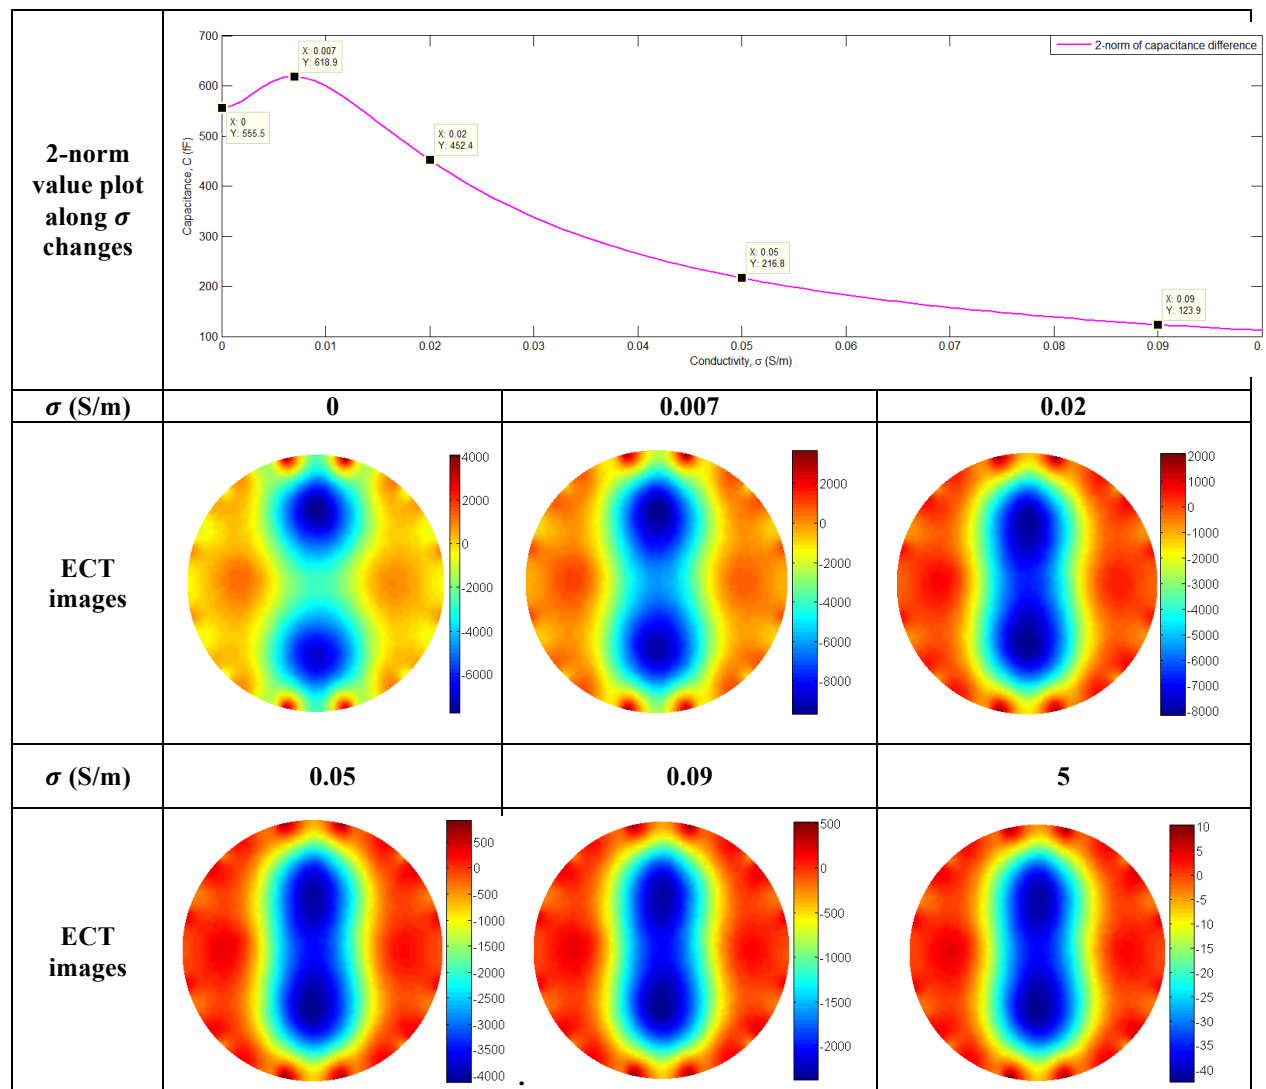 2-norm
value plot
along σ
changes
700
600
500
400
300
200
100
Capacitance, C (fF)
X: 0.007
Y: 618.9
X: 0
Y: 555.5
X: 0.02
Y: 452.4
X: 0.05
Y: 216.8
X: 0.09
Y: 123.9
2-norm of capacitance difference
0 0.01 0.02 0.03 0.04 0.05 0.06 0.07 0.08 0.09 0.
Conductivity, σ (S/m)
σ (S/m) 0 0.007 0.02
ECT
images
4000
2000
0
-2000
-4000
-6000
2000
0
-2000
-4000
-6000
-8000
2000
1000
0
-1000
-2000
-3000
-4000
-5000
-6000
-7000
-8000
σ (S/m) 0.05 0.09 5
ECT
images
500
0
-500
-1000
-1500
-2000
-2500
-3000
-3500
-4000
500
0
-500
-1000
-1500
-2000
10
5
0
-5
-10
-15
-20
-25
-30
-35
-40
.